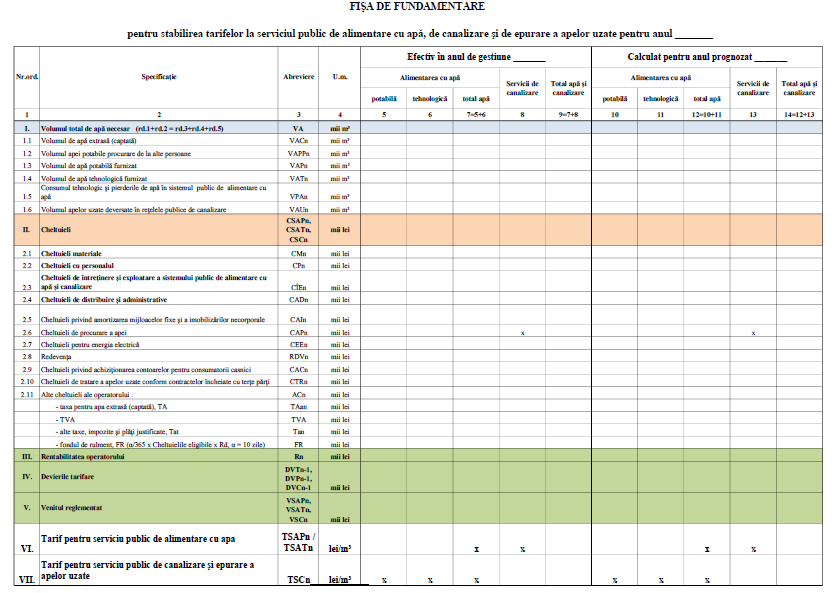 FIȘA DE FUNDAMENTARE
pentru stabilirea tarifelor la serviciul public de alimentare cu apă, de canalizare și de epurare a apelor uzate pentru anul _______
Nr.ord. Specificație Abreviere U.m. Efectiv în anul de gestiune _______ Calculat pentru anul prognozat _______
Alimentarea cu apă Servicii de canalizare Total apă și canalizare Alimentarea cu apă Servicii de canalizare Total apă și canalizare
potabilă tehnologică total apă potabilă tehnologică total apă
1 2 3 4 5 6 7=5+6 8 9=7+8 10 11 12=10+11 13 14=12+13
I. Volumul total de apă necesar (rd.1+rd.2 = rd.3+rd.4+rd.5) VA mii m³
1.1 Volumul de apă extrasă (captată) VACn mii m³
1.2 Volumul apei potabile procurare de la alte persoane VAPPn mii m³
1.3 Volumul de apă potabilă furnizat VAPn mii m³
1.4 Volumul de apă tehnologică furnizat VATn mii m³
Consumul tehnologic și pierderile de apă în sistemul public de alimentare cu
1.5 apă VPAn mii m³
1.6 Volumul apelor uzate deversate în rețelele publice de canalizare VAUn mii m³
II. Cheltuieli CSAPn, CSATn, CSCn mii lei
2.1 Cheltuieli materiale CMn mii lei
2.2 Cheltuieli cu personalul CPn mii lei
Cheltuieli de întreținere și exploatare a sistemului public de alimentare cu
2.3 apă și canalizare CÎEn mii lei
2.4 Cheltuieli de distribuire și administrative CADn mii lei
2.5 Cheltuieli privind amortizarea mijloacelor fixe și a imobilizărilor necorporale CAIn mii lei
2.6 Cheltuieli de procurare a apei CAPn mii lei x x
2.7 Cheltuieli pentru energia electrică CEEn mii lei
2.8 Redevența RDVn mii lei
2.9 Cheltuieli privind achiziționarea contoarelor pentru consumatorii casnici CACn mii lei
2.10 Cheltuieli de tratare a apelor uzate conform contractelor încheiate cu terțe părți CTRn mii lei
2.11 Alte cheltuieli ale operatorului : ACn mii lei
- taxa pentru apa extrasă (captată), TA TAan mii lei
- TVA TVA mii lei
- alte taxe, impozite și plăți justificate, Tat Tan mii lei
- fondul de rulment, FR (α/365 x Cheltuielile eligibile x Rd, α = 10 zile) FR mii lei
III. Rentabilitatea operatorului Rn mii lei
IV. Devierile tarifare DVTn-1, DVPn-1, DVCn-1 mii lei
V. Venitul reglementat VSAPn, VSATn, VSCn mii lei
VI. Tarif pentru serviciu public de alimentare cu apa TSAPn / TSATn lei/m³ x x x x
Tarif pentru serviciu public de canalizare și epurare a
VII. apelor uzate TSCn lei/m³ x x x x x x